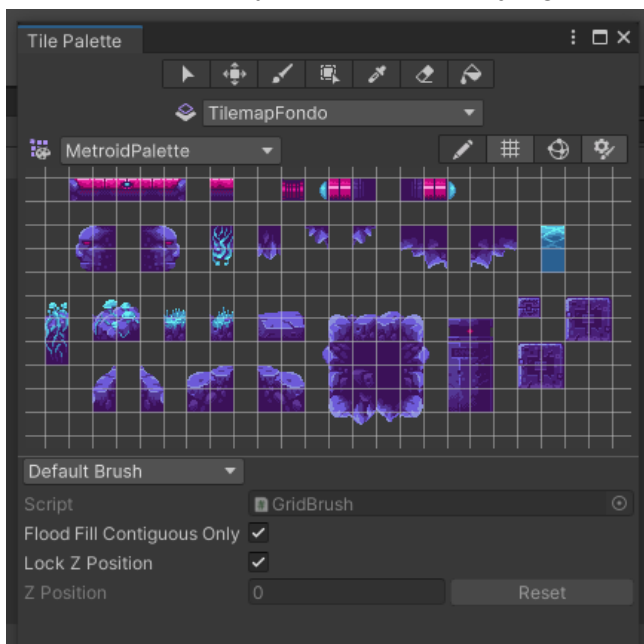 Tile Palette
TilemapFondo
MetroidPalette
Default Brush
Script
GridBrush
Flood Fill Contiguous Only
Lock Z Position
Z Position
0
Reset